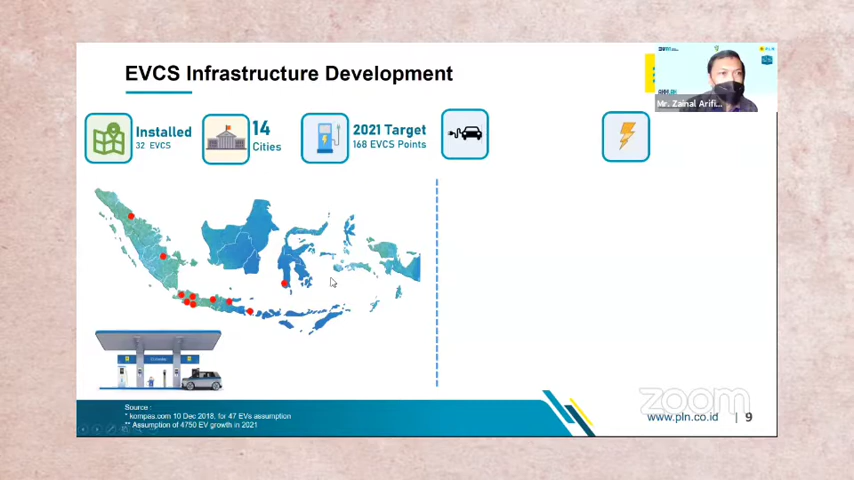 EVCS Infrastructure Development
Mr. Zainal Arifi...
Installed
32 EVCS
14
Cities
2021 Target
168 EVCS Points
Source :
* kompas.com 10 Dec 2018, for 47 EVs assumption
** Assumption of 4750 EV growth in 2021
zoom
www.pln.co.id | 9